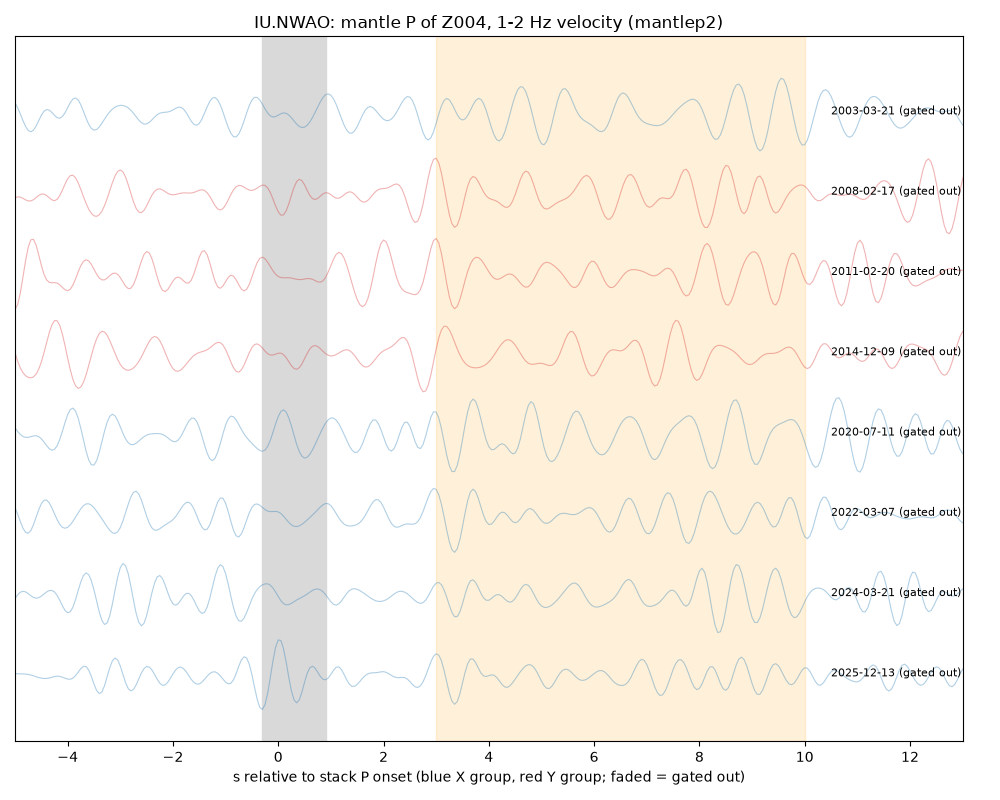 IU.NWAO: mantle P of Z004, 1-2 Hz velocity (mantlep2)
2003-03-21 (gated out)
2008-02-17 (gated out)
2011-02-20 (gated out)
2014-12-09 (gated out)
2020-07-11 (gated out)
2022-03-07 (gated out)
2024-03-21 (gated out)
2025-12-13 (gated out)
−4 −2 0 2 4 6 8 10 12
s relative to stack P onset (blue X group, red Y group; faded = gated out)